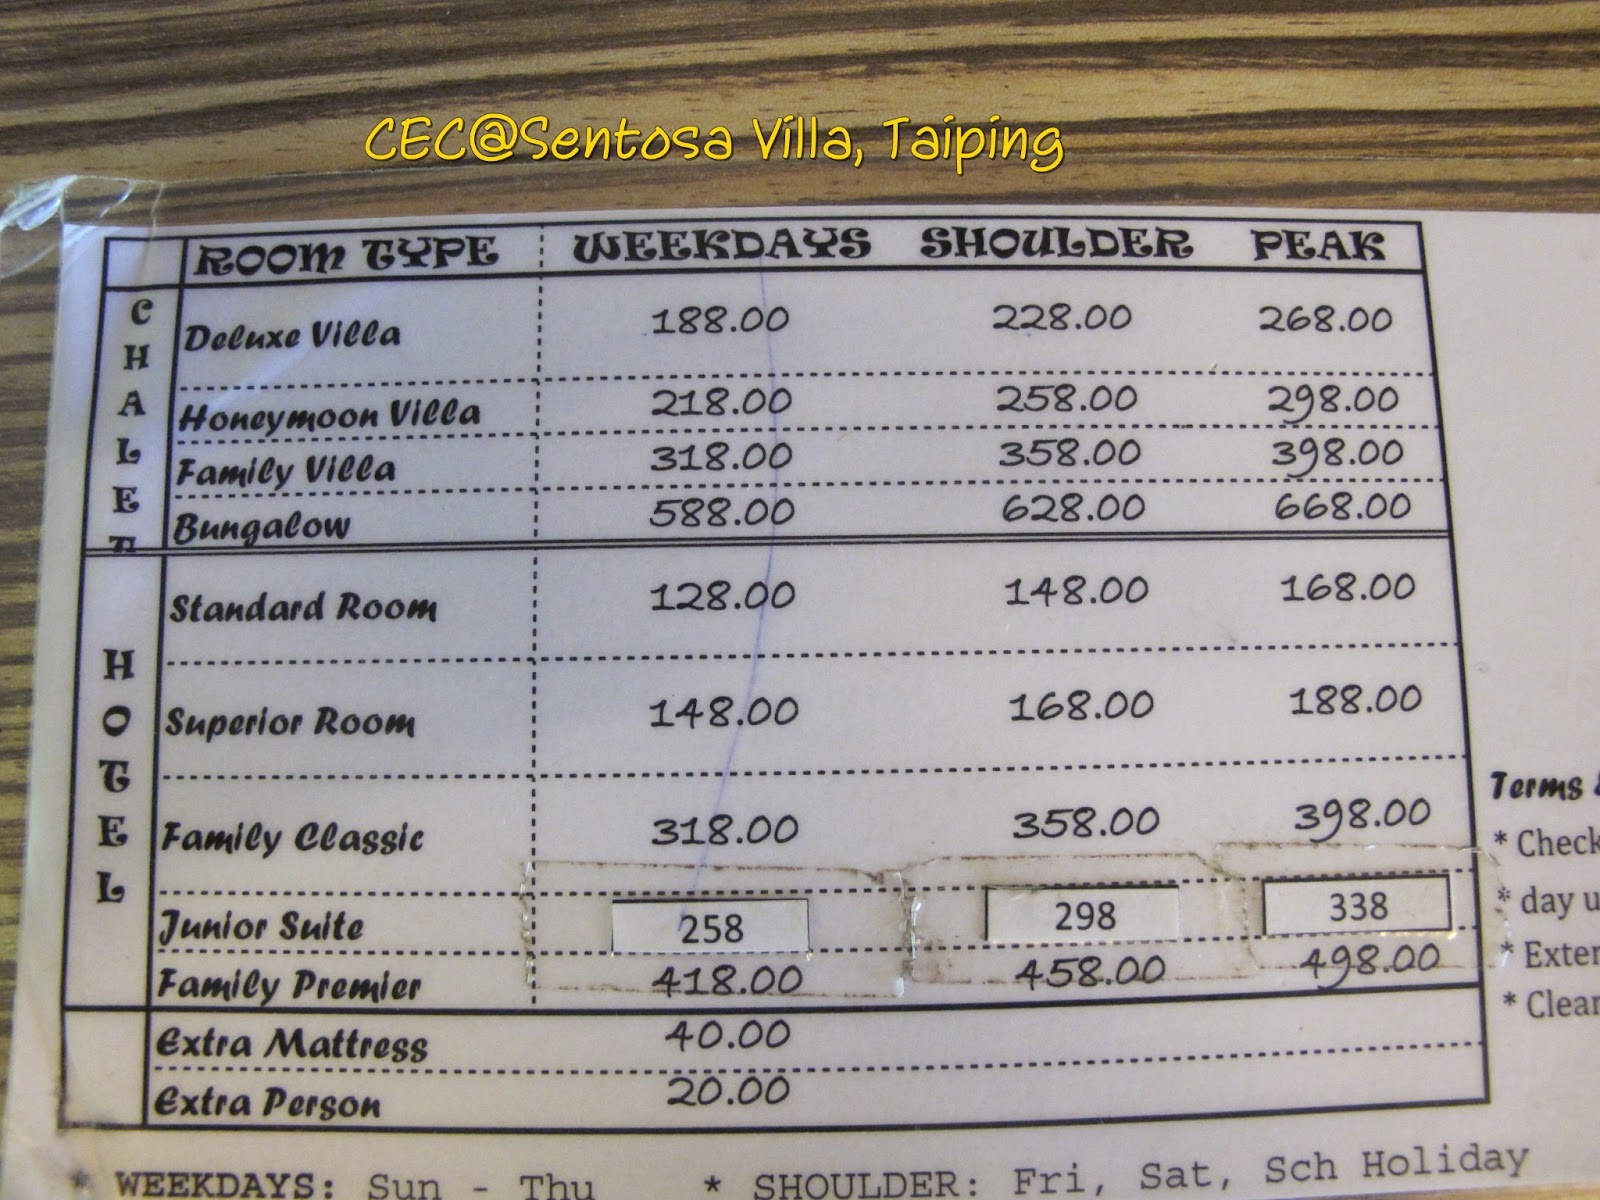 CEC@Sentosa Villa, Taiping
ROOM TYPE WEEKDAYS SHOULDER PEAK
CHALET
Deluxe Villa 188.00 228.00 268.00
Honeymoon Villa 218.00 258.00 298.00
Family Villa 318.00 358.00 398.00
Bungalow 588.00 628.00 668.00
HOTEL
Standard Room 128.00 148.00 168.00
Superior Room 148.00 168.00 188.00
Family Classic 318.00 358.00 398.00
Junior Suite 258 298 338
Family Premier 418.00 458.00 498.00
Extra Mattress 40.00
Extra Person 20.00
Terms
* Check
* day u
* Exter
* Clear
* WEEKDAYS: Sun - Thu * SHOULDER: Fri, Sat, Sch Holiday